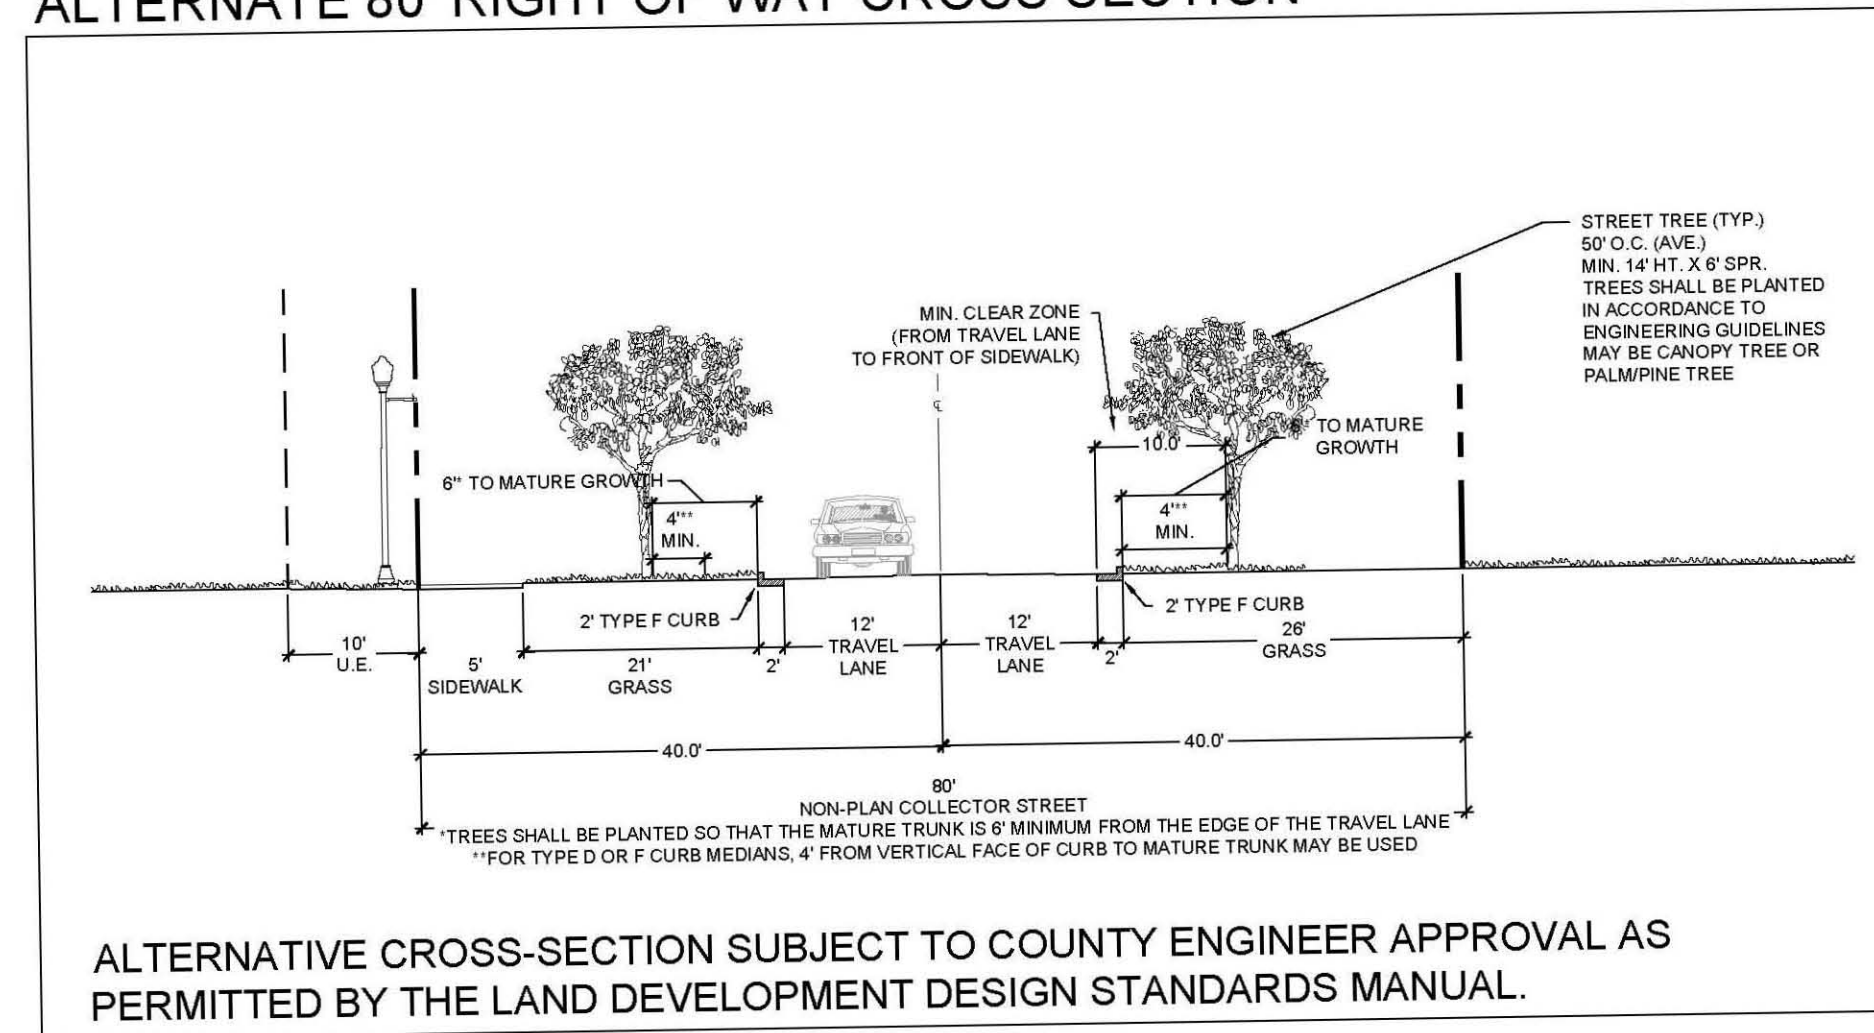 ALTERNATE 80' RIGHT OF WAY CROSS SECTION
STREET TREE (TYP.)
50' O.C. (AVE.)
MIN. 14' HT. X 6' SPR.
TREES SHALL BE PLANTED
IN ACCORDANCE TO
ENGINEERING GUIDELINES
MAY BE CANOPY TREE OR
PALM/PINE TREE
MIN. CLEAR ZONE
(FROM TRAVEL LANE
TO FRONT OF SIDEWALK)
℄
10.0'
TO MATURE
GROWTH
6'* TO MATURE GROWTH
4'**
MIN.
4'**
MIN.
2' TYPE F CURB
2' TYPE F CURB
10'
U.E.
5'
SIDEWALK
21'
GRASS
2'
12'
TRAVEL
LANE
12'
TRAVEL
LANE
2'
26'
GRASS
40.0'
40.0'
80'
NON-PLAN COLLECTOR STREET
*TREES SHALL BE PLANTED SO THAT THE MATURE TRUNK IS 6' MINIMUM FROM THE EDGE OF THE TRAVEL LANE
**FOR TYPE D OR F CURB MEDIANS, 4' FROM VERTICAL FACE OF CURB TO MATURE TRUNK MAY BE USED
ALTERNATIVE CROSS-SECTION SUBJECT TO COUNTY ENGINEER APPROVAL AS
PERMITTED BY THE LAND DEVELOPMENT DESIGN STANDARDS MANUAL.